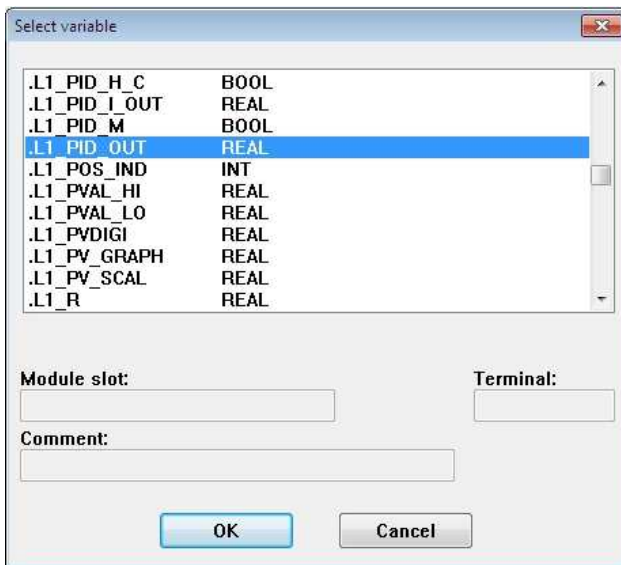 Select variable
.L1_PID_H_C BOOL
.L1_PID_I_OUT REAL
.L1_PID_M BOOL
.L1_PID_OUT REAL
.L1_POS_IND INT
.L1_PVAL_HI REAL
.L1_PVAL_LO REAL
.L1_PVDIGI REAL
.L1_PV_GRAPH REAL
.L1_PV_SCAL REAL
.L1_R REAL
Module slot: Terminal:
Comment:
OK Cancel